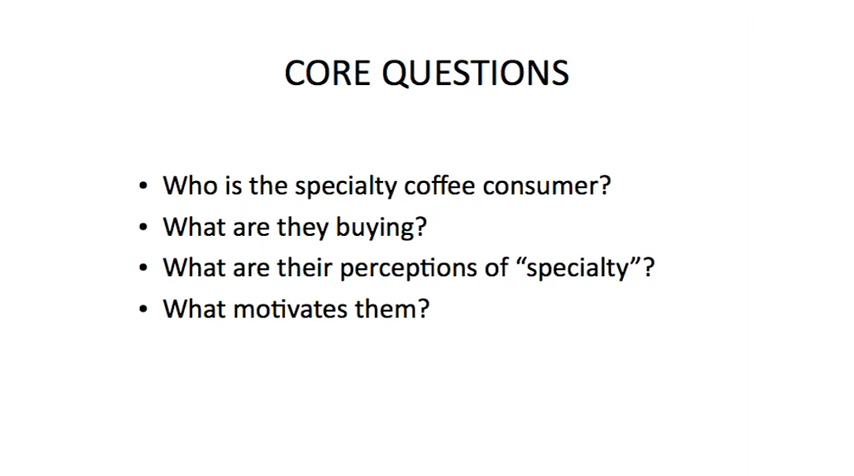 CORE QUESTIONS
• Who is the specialty coffee consumer?
• What are they buying?
• What are their perceptions of “specialty”?
• What motivates them?